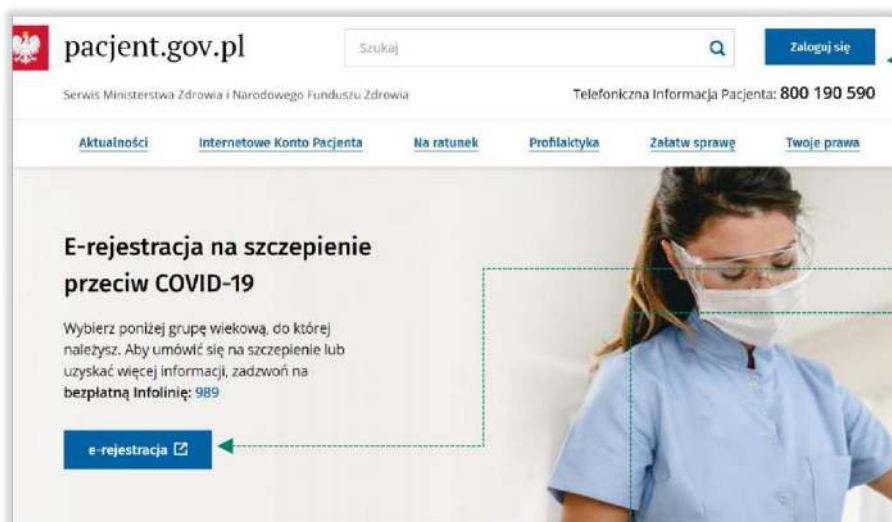 pacjent.gov.pl
Szukaj
Zaloguj się
Serwis Ministerstwa Zdrowia i Narodowego Funduszu Zdrowia
Telefoniczna Informacja Pacjenta: 800 190 590
Aktualności Internetowe Konto Pacjenta Na ratunek Profilaktyka Załatw sprawę Twoje prawa
E-rejestracja na szczepienie
przeciw COVID-19
Wybierz poniżej grupę wiekową, do której
należysz. Aby umówić się na szczepienie lub
uzyskać więcej informacji, zadzwoń na
bezpłatną Infolinię: 989
e-rejestracja